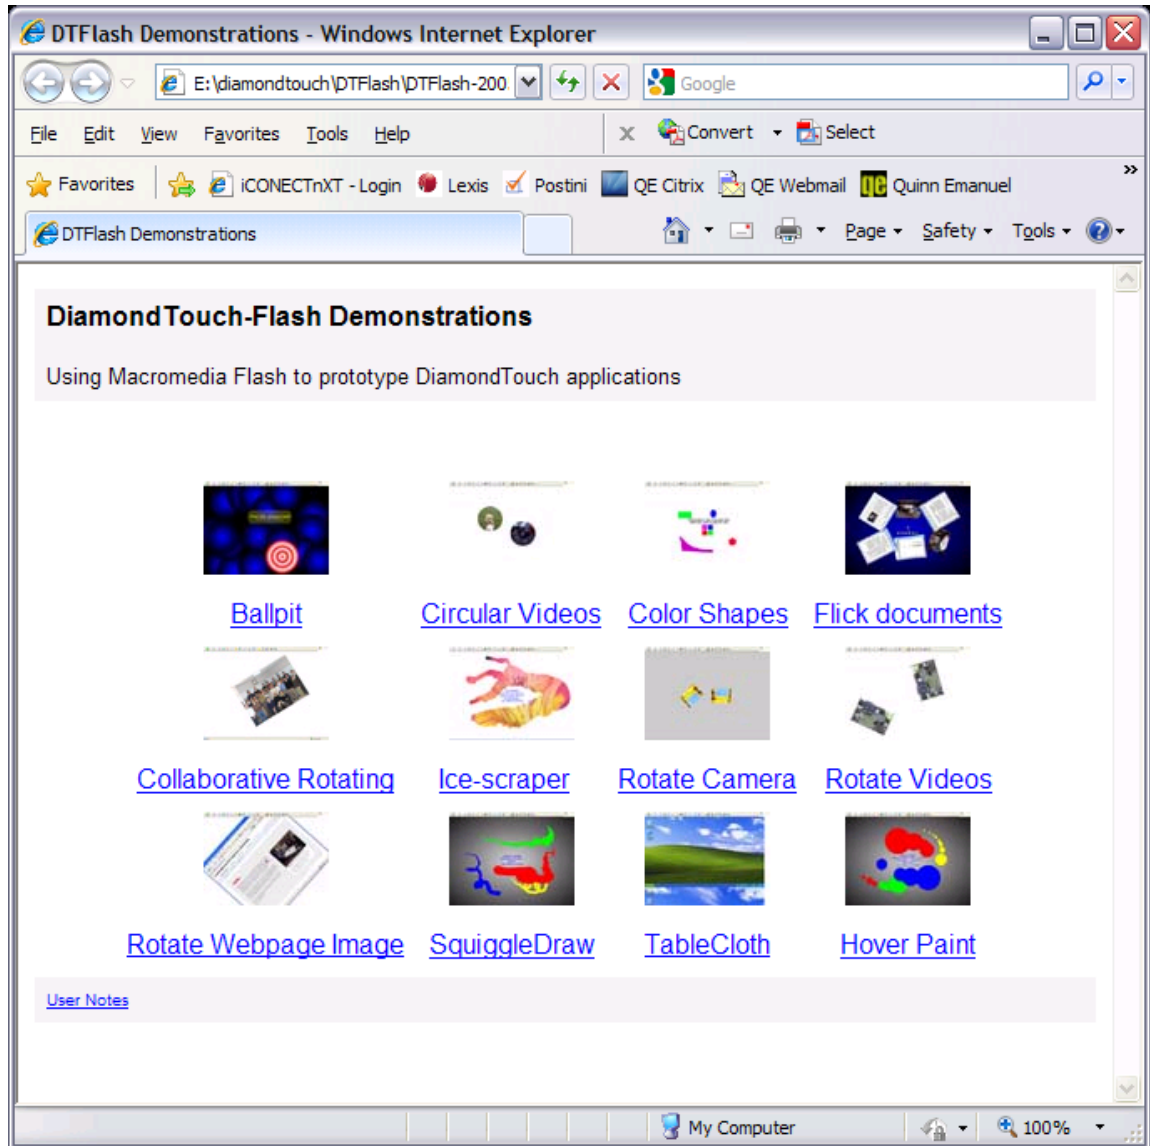 DTFlash Demonstrations - Windows Internet Explorer
E:\diamondtouch\DTFlash\DTFlash-200 Google
File Edit View Favorites Tools Help x Convert Select
Favorites iCONECTnXT - Login Lexis Postini QE Citrix QE Webmail qe Quinn Emanuel »
DTFlash Demonstrations Page Safety Tools
DiamondTouch-Flash Demonstrations
Using Macromedia Flash to prototype DiamondTouch applications
Ballpit Circular Videos Color Shapes Flick documents
Collaborative Rotating Ice-scraper Rotate Camera Rotate Videos
Rotate Webpage Image SquiggleDraw TableCloth Hover Paint
User Notes
My Computer 100%